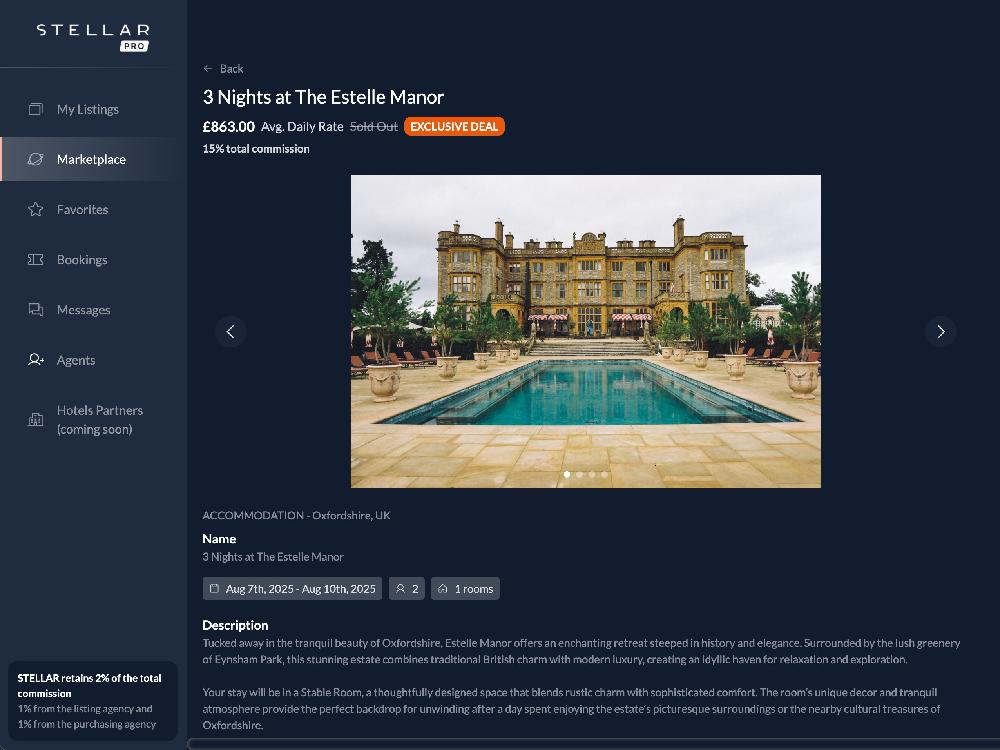 STELLAR
PRO
My Listings
Marketplace
Favorites
Bookings
Messages
Agents
Hotels Partners
(coming soon)
STELLAR retains 2% of the total
commission
1% from the listing agency and
1% from the purchasing agency
← Back
3 Nights at The Estelle Manor
£863.00 Avg. Daily Rate Sold Out EXCLUSIVE DEAL
15% total commission
ACCOMMODATION - Oxfordshire, UK
Name
3 Nights at The Estelle Manor
Aug 7th, 2025 - Aug 10th, 2025 2 1 rooms
Description
Tucked away in the tranquil beauty of Oxfordshire, Estelle Manor offers an enchanting retreat steeped in history and elegance. Surrounded by the lush greenery
of Eynsham Park, this stunning estate combines traditional British charm with modern luxury, creating an idyllic haven for relaxation and exploration.
Your stay will be in a Stable Room, a thoughtfully designed space that blends rustic charm with sophisticated comfort. The room's unique decor and tranquil
atmosphere provide the perfect backdrop for unwinding after a day spent enjoying the estate's picturesque surroundings or the nearby cultural treasures of
Oxfordshire.